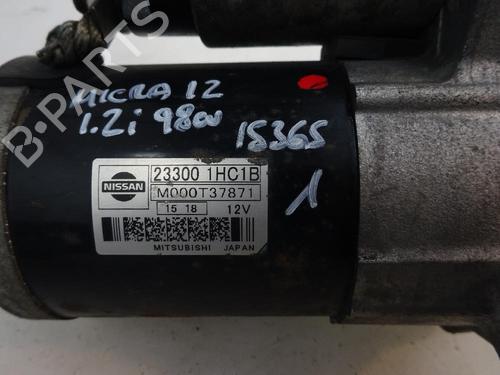 B-PARTS
MICRA 12
1.2i 98cv
15365
1
NISSAN
23300 1HC1B
M000T37871
15 18 12V
MITSUBISHI JAPAN